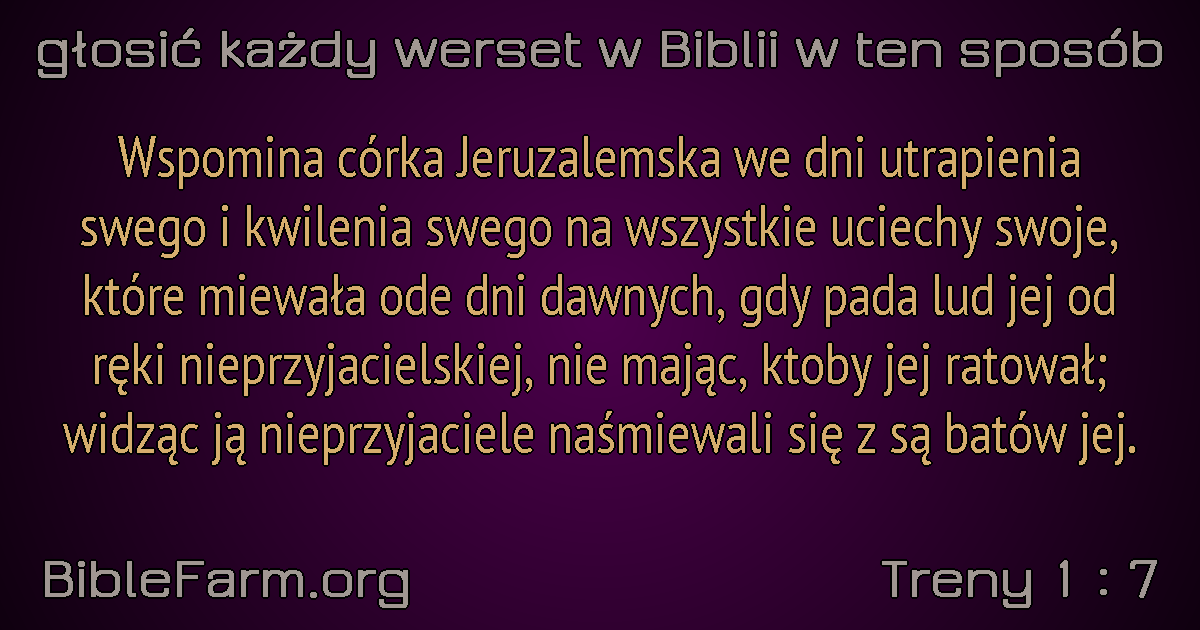 głosić każdy werset w Biblii w ten sposób
Wspomina córka Jeruzalemska we dni utrapienia
swego i kwilenia swego na wszystkie uciechy swoje,
które miewała ode dni dawnych, gdy pada lud jej od
ręki nieprzyjacielskiej, nie mając, ktoby jej ratował;
widząc ją nieprzyjaciele naśmiewali się z są batów jej.
BibleFarm.org
Treny 1 : 7